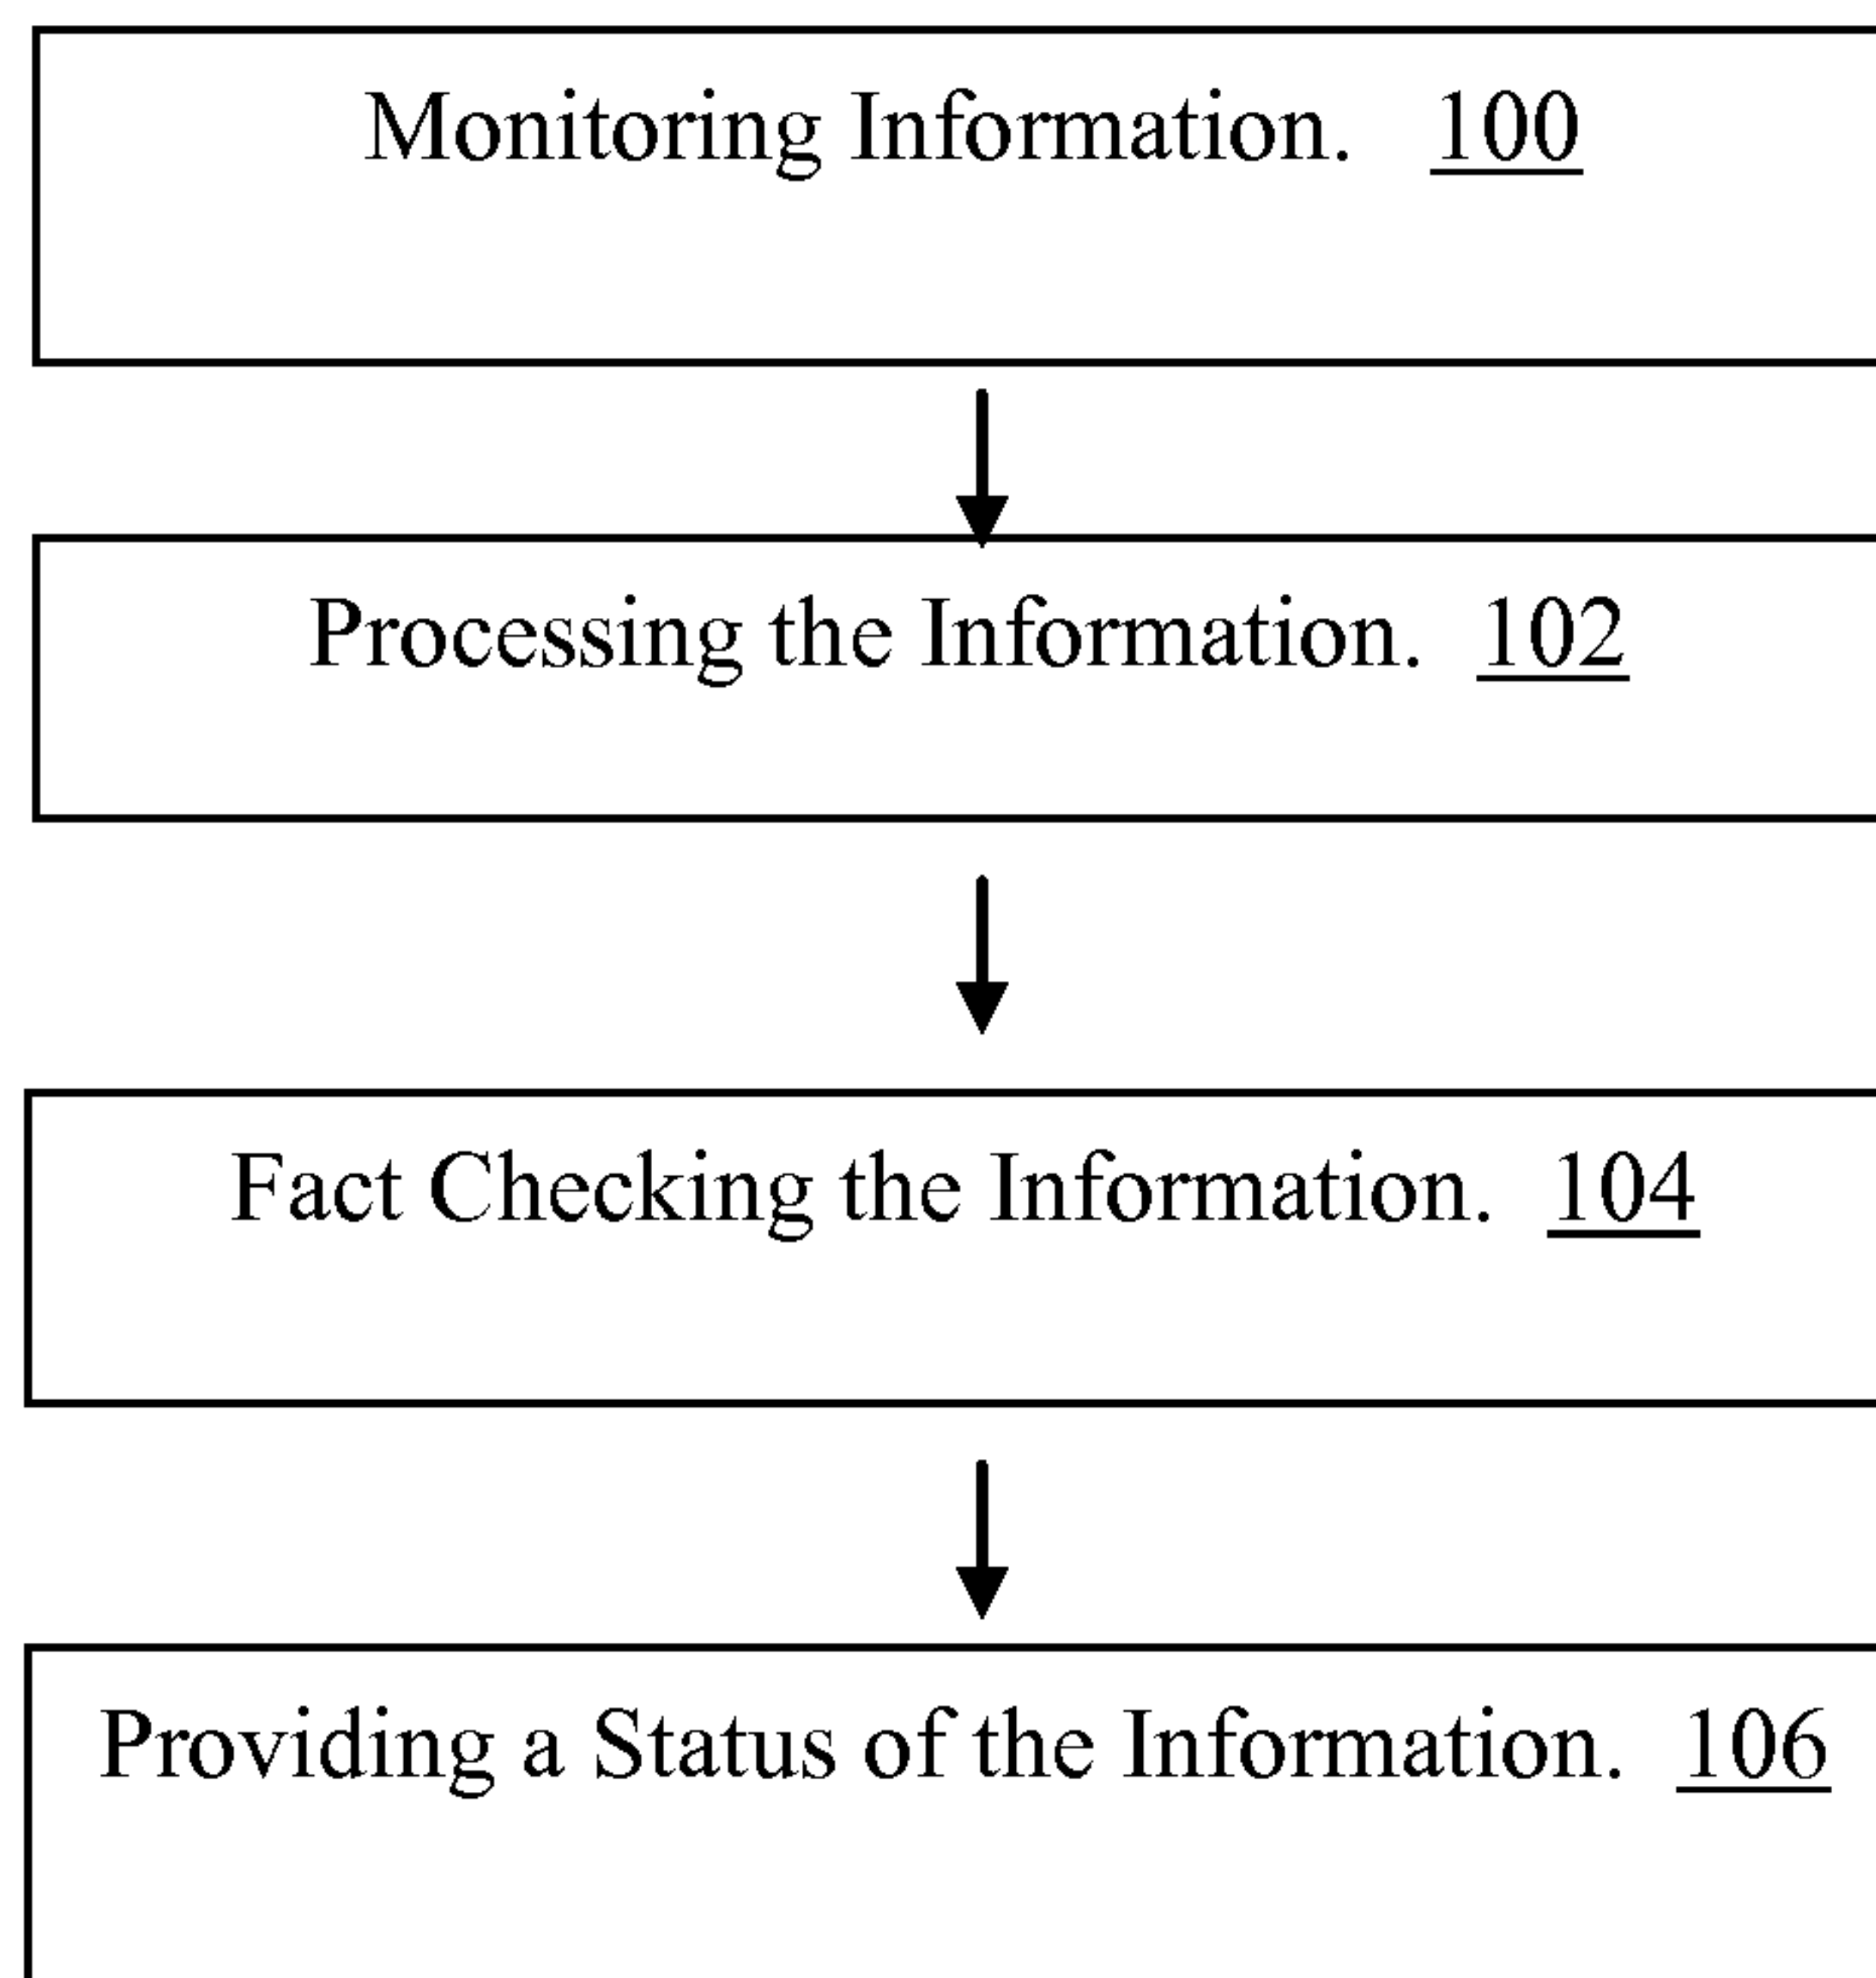 Monitoring Information. 100
Processing the Information. 102
Fact Checking the Information. 104
Providing a Status of the Information. 106